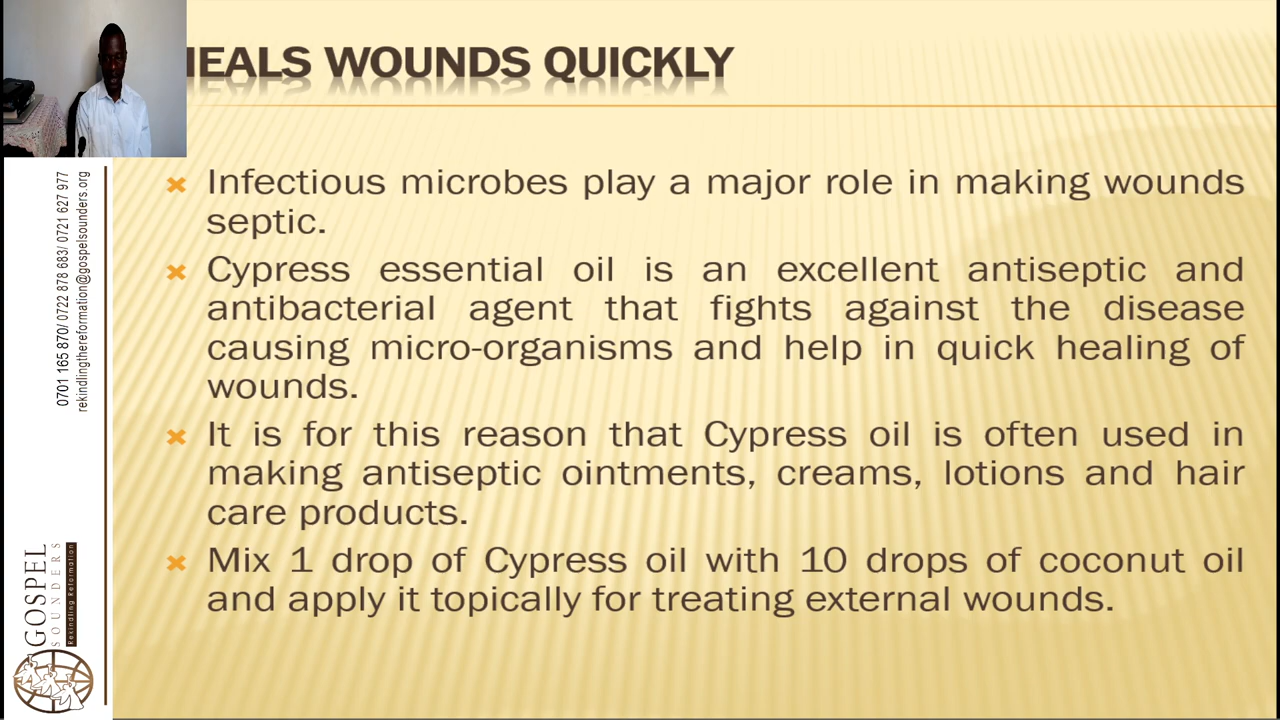 HEALS WOUNDS QUICKLY
Infectious microbes play a major role in making wounds
septic.
Cypress essential oil is an excellent antiseptic and
antibacterial agent that fights against the disease
causing micro-organisms and help in quick healing of
wounds.
It is for this reason that Cypress oil is often used in
making antiseptic ointments, creams, lotions and hair
care products.
Mix 1 drop of Cypress oil with 10 drops of coconut oil
and apply it topically for treating external wounds.
0701 165 870/ 0722 878 683/ 0721 627 977
rekindlingthereformation@gospelsounders.org
GOSPEL
SOUNDERS
Rekindling Reformation